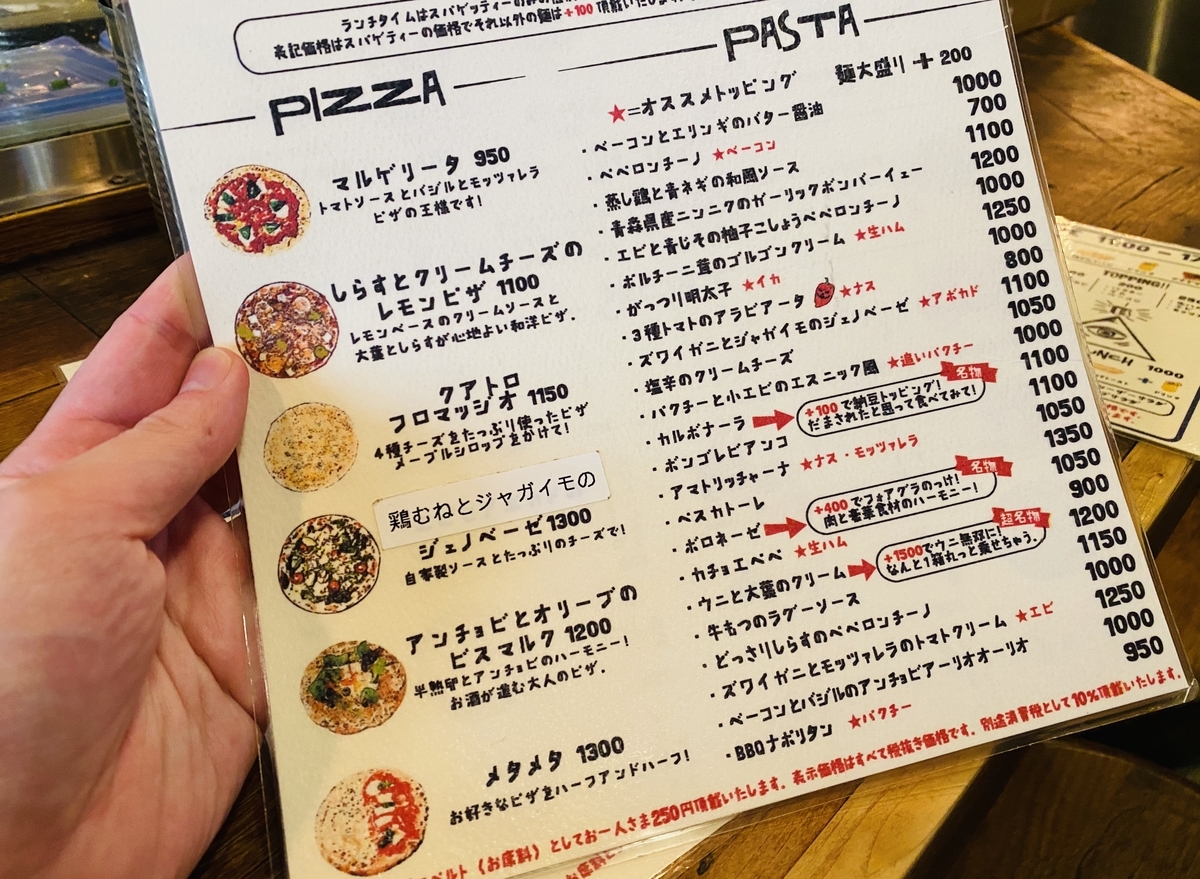 ランチタイムはスパゲッティーのみの
表記価格はスパゲティーの価格でそれ以外の麺は+100 頂戴いたします
PIZZA
マルゲリータ 950
トマトソースとバジルとモッツァレラ
ピザの王様です!
しらすとクリームチーズの
レモンピザ 1100
レモンベースのクリームソースと
大葉としらすが心地よい和洋ピザ.
クアトロ
フロマッジオ 1150
4種チーズをたっぷり使ったピザ
メープルシロップをかけて!
鶏むねとジャガイモの
ジェノベーゼ1300
自家製ソースとたっぷりのチーズで!
アンチョビとオリーブの
ビスマルク 1200
半熟卵とアンチョビのハーモニー!
お酒が進む大人のピザ.
メタメタ 1300
お好きなピザをハーフアンドハーフ!
PASTA
麺大盛り + 200
★=オススメトッピング
・ベーコンとエリンギのバター醤油 1000
・ペペロンチーノ ★ベーコン 700
・蒸し鶏と青ネギの和風ソース 1100
・青森県産ニンニクのガーリックボンバーイェー 1200
・エビと青じその柚子こしょうペペロンチーノ 1000
・ポルチーニ茸のゴルゴンクリーム ★生ハム 1250
・がっつり明太子 ★イカ 1000
・3種トマトのアラビアータ ★ナス 800
・ズワイガニとジャガイモのジェノベーゼ ★アボカド 1100
・塩辛のクリームチーズ 1050
・パクチーと小エビのエスニック風 ★追いパクチー 1000
・カルボナーラ 1100
名物
+100 で納豆トッピング!
だまされたと思って食べてみて!
・ボンゴレビアンコ 1100
・アマトリッチャーナ ★ナス・モッツァレラ 1050
・ペスカトーレ 1350
・ボロネーゼ 1050
名物
+400 でフォアグラのっけ!
肉と豪華食材のハーモニー!
・カチョエペペ ★生ハム 900
・ウニと大葉のクリーム 1200
超名物
+1500でウニ無双に!
なんと1箱丸っと乗せちゃう.
・牛もつのラグーソース 1150
・どっさりしらすのペペロンチーノ 1000
・ズワイガニとモッツァレラのトマトクリーム ★エビ 1250
・ベーコンとバジルのアンチョビアーリオオーリオ 1000
・BBQナポリタン ★パクチー 950
ペルト（お席料）としてお一人さま250円頂戴いたします. 表示価格はすべて税抜き価格です. 別途消費税として10%頂戴いたします.
TOPPING!!
1000